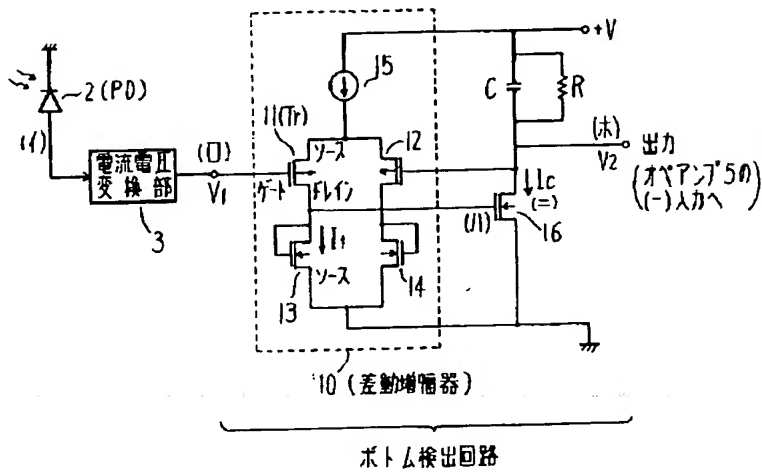 +V
15
C
R
2(PD)
11(Tr)
12
(イ)
(ロ)
ソース
(ホ)
出力
電流電圧
変換部
V1
ゲート
ドレイン
V2
Ic
(オペアンプ5の
(-)入力へ)
3
(ハ)
(ニ)
16
I1
ソース
13
14
10(差動増幅器)
ボトム検出回路